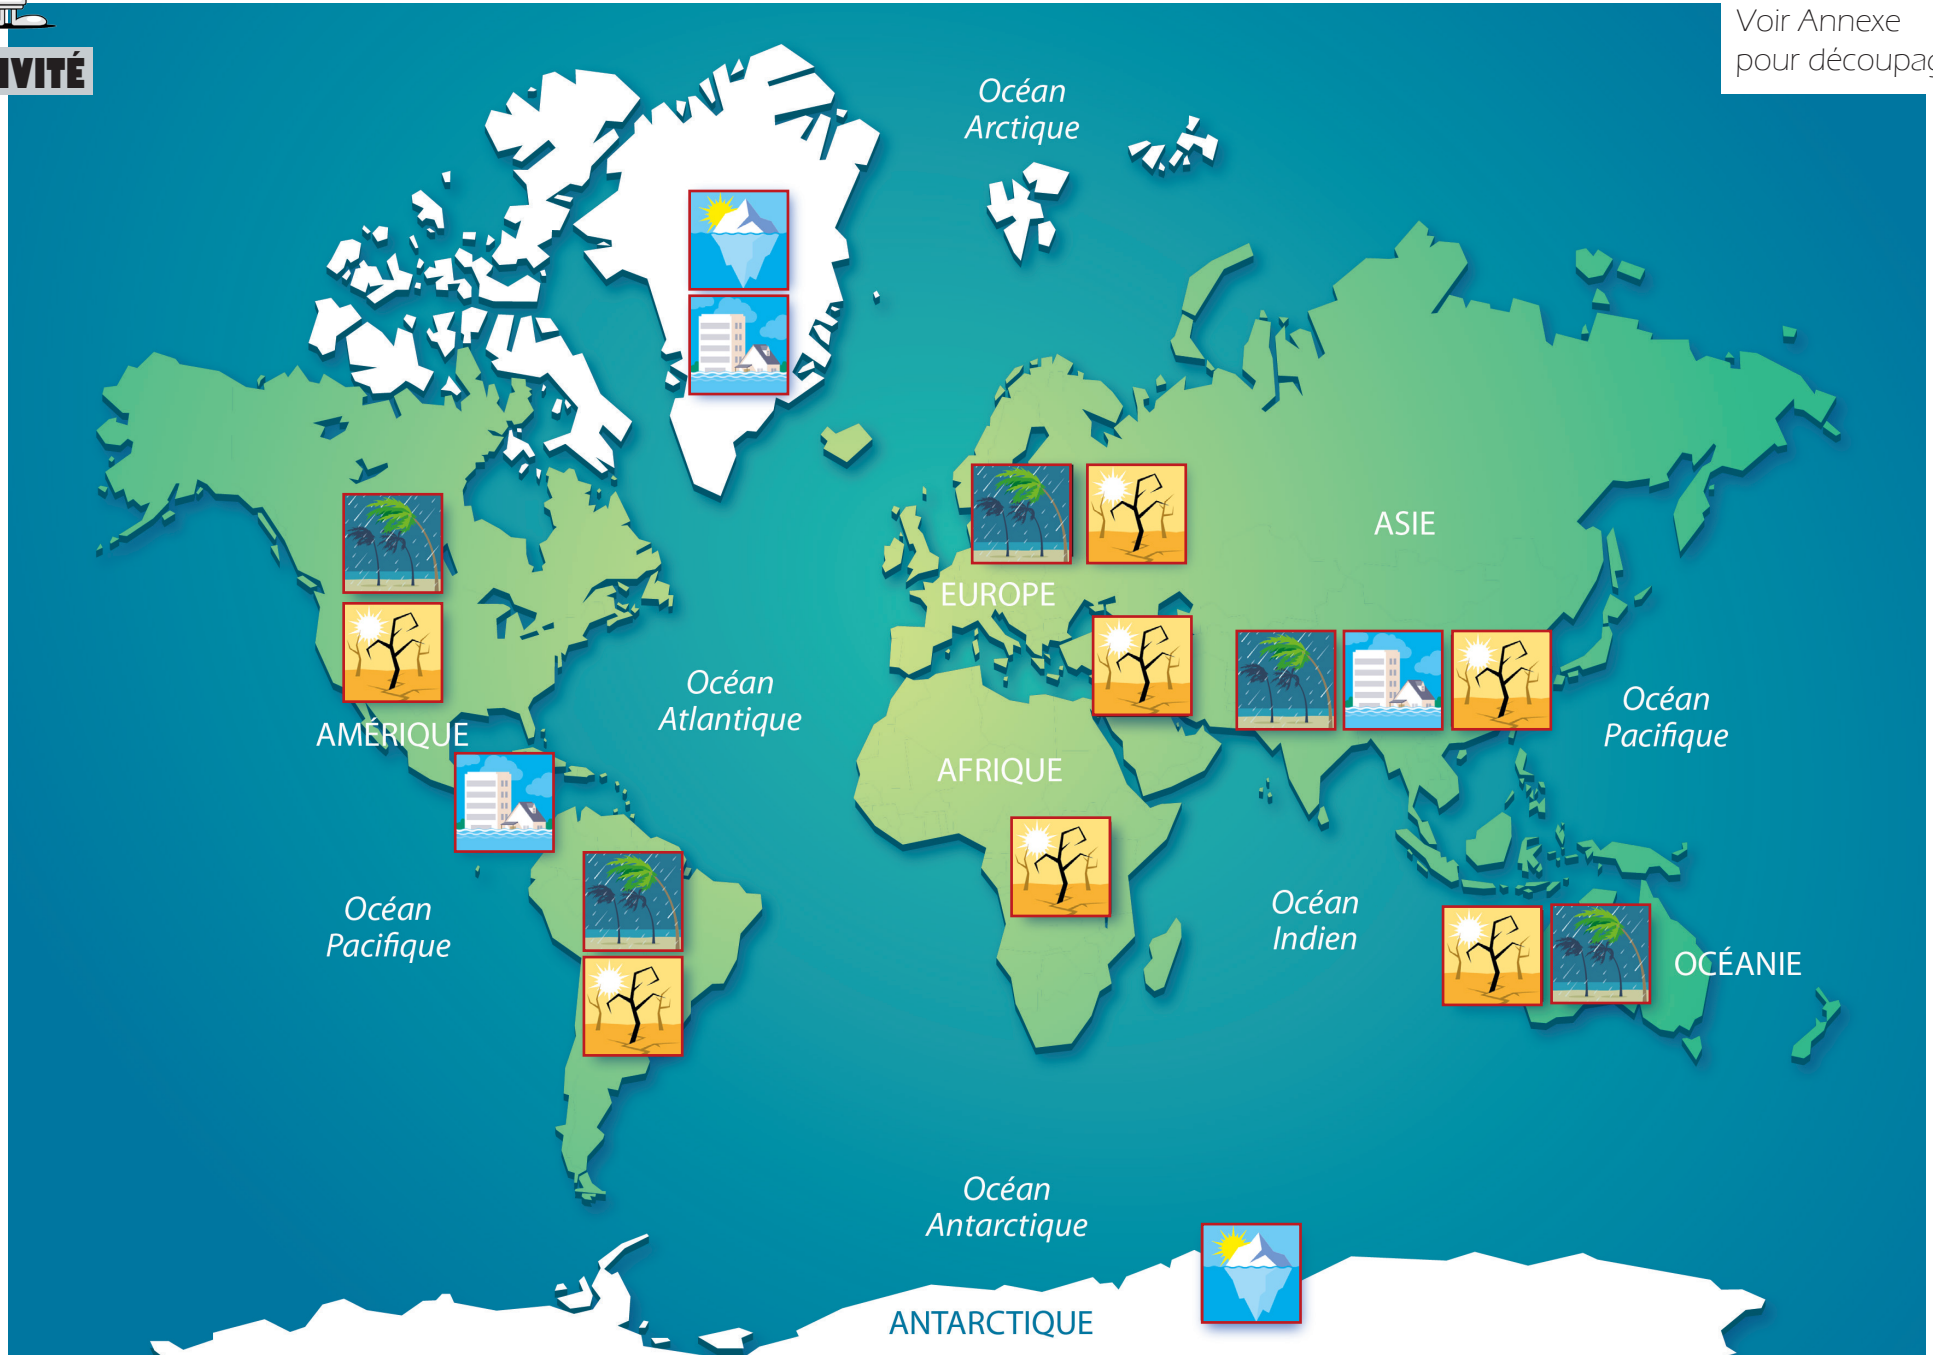 IVITÉ
Voir Annexe
pour découpag
Océan
Arctique
ASIE
EUROPE
Océan
Atlantique
Océan
Pacifique
AMÉRIQUE
AFRIQUE
Océan
Pacifique
Océan
Indien
OCÉANIE
Océan
Antarctique
ANTARCTIQUE